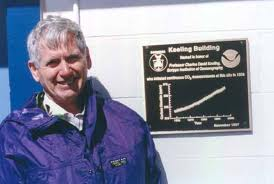 Keeling Building
Named in honor of
Professor Charles David Keeling,
Scripps Institution of Oceanography
who initiated continuous CO₂ measurements at this site in 1958
Years
November 1997